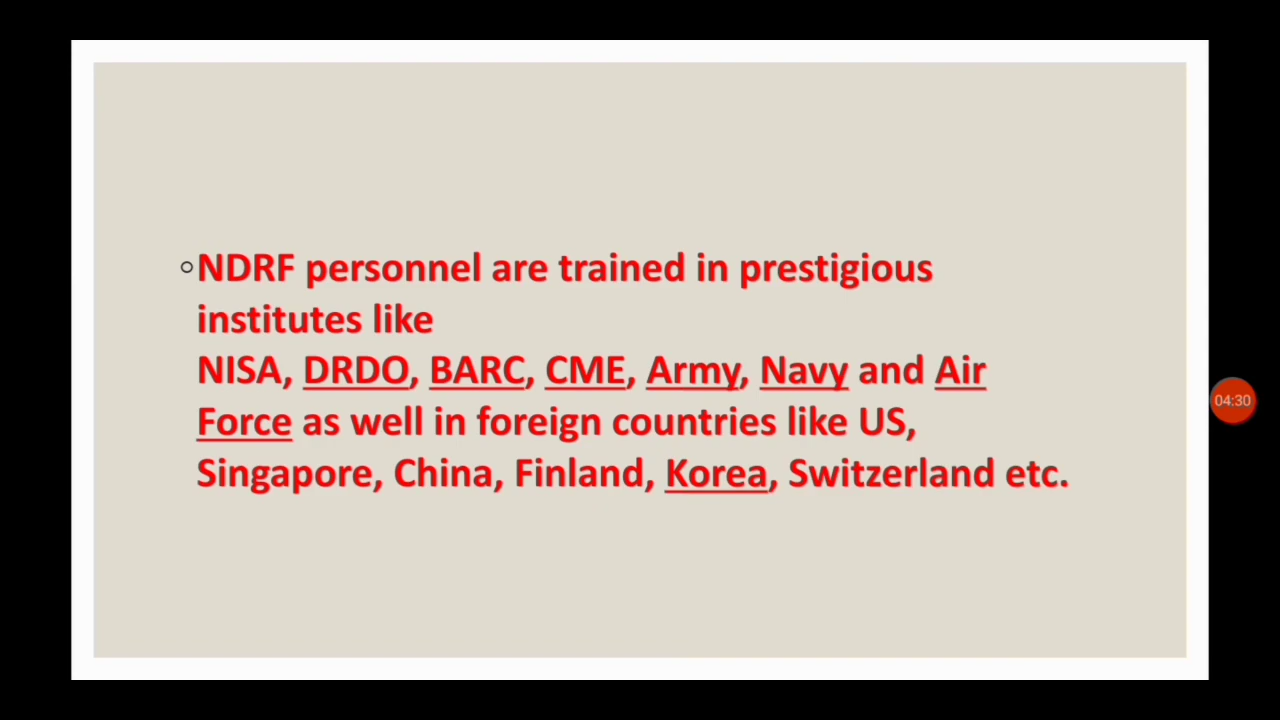 ◦NDRF personnel are trained in prestigious
institutes like
NISA, DRDO, BARC, CME, Army, Navy and Air
Force as well in foreign countries like US,
Singapore, China, Finland, Korea, Switzerland etc.
04:30